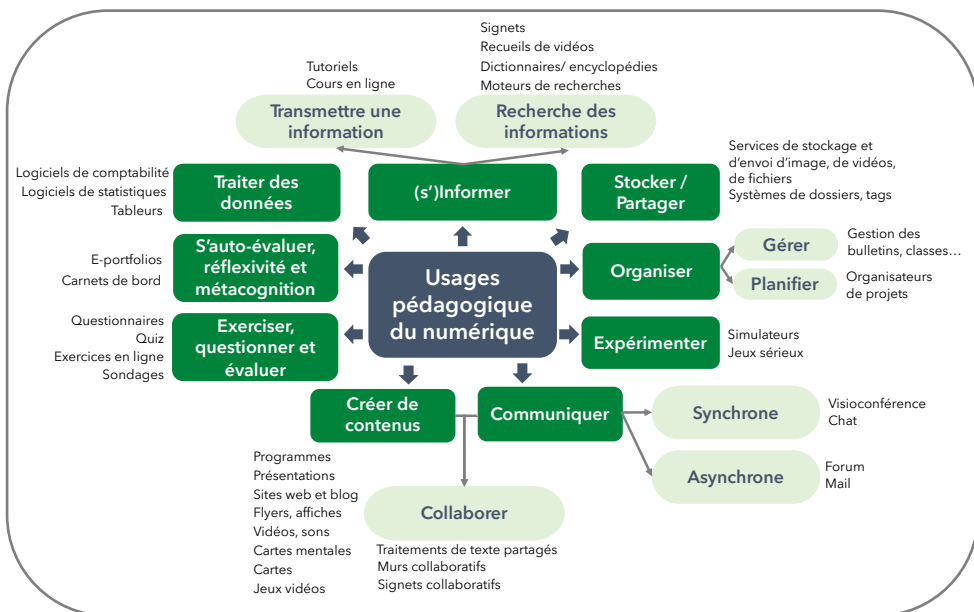 Signets
Recueils de vidéos
Dictionnaires/ encyclopédies
Moteurs de recherches
Tutoriels
Cours en ligne
Transmettre une
information
Recherche des
informations
Logiciels de comptabilité
Logiciels de statistiques
Tableurs
Traiter des
données
(s')Informer
Stocker /
Partager
Services de stockage et
d'envoi d'image, de vidéos,
de fichiers
Systèmes de dossiers, tags
E-portfolios
Carnets de bord
S'auto-évaluer,
réflexivité et
métacognition
Usages
pédagogique
du numérique
Organiser
Gérer
Gestion des
bulletins, classes…
Planifier
Organisateurs
de projets
Questionnaires
Quiz
Exercices en ligne
Sondages
Exerciser,
questionner et
évaluer
Expérimenter
Simulateurs
Jeux sérieux
Créer de
contenus
Communiquer
Synchrone
Visioconférence
Chat
Asynchrone
Forum
Mail
Programmes
Présentations
Sites web et blog
Flyers, affiches
Vidéos, sons
Cartes mentales
Cartes
Jeux vidéos
Collaborer
Traitements de texte partagés
Murs collaboratifs
Signets collaboratifs